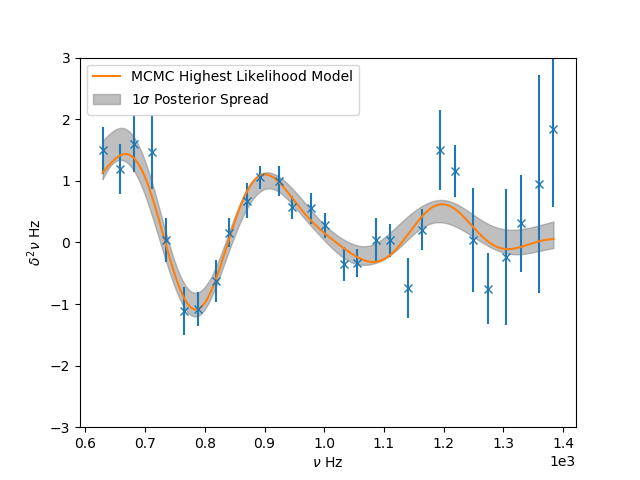 3
2
1
0
−1
−2
−3
δ²ν Hz
MCMC Highest Likelihood Model
1σ Posterior Spread
0.6 0.7 0.8 0.9 1.0 1.1 1.2 1.3 1.4
1e3
ν Hz